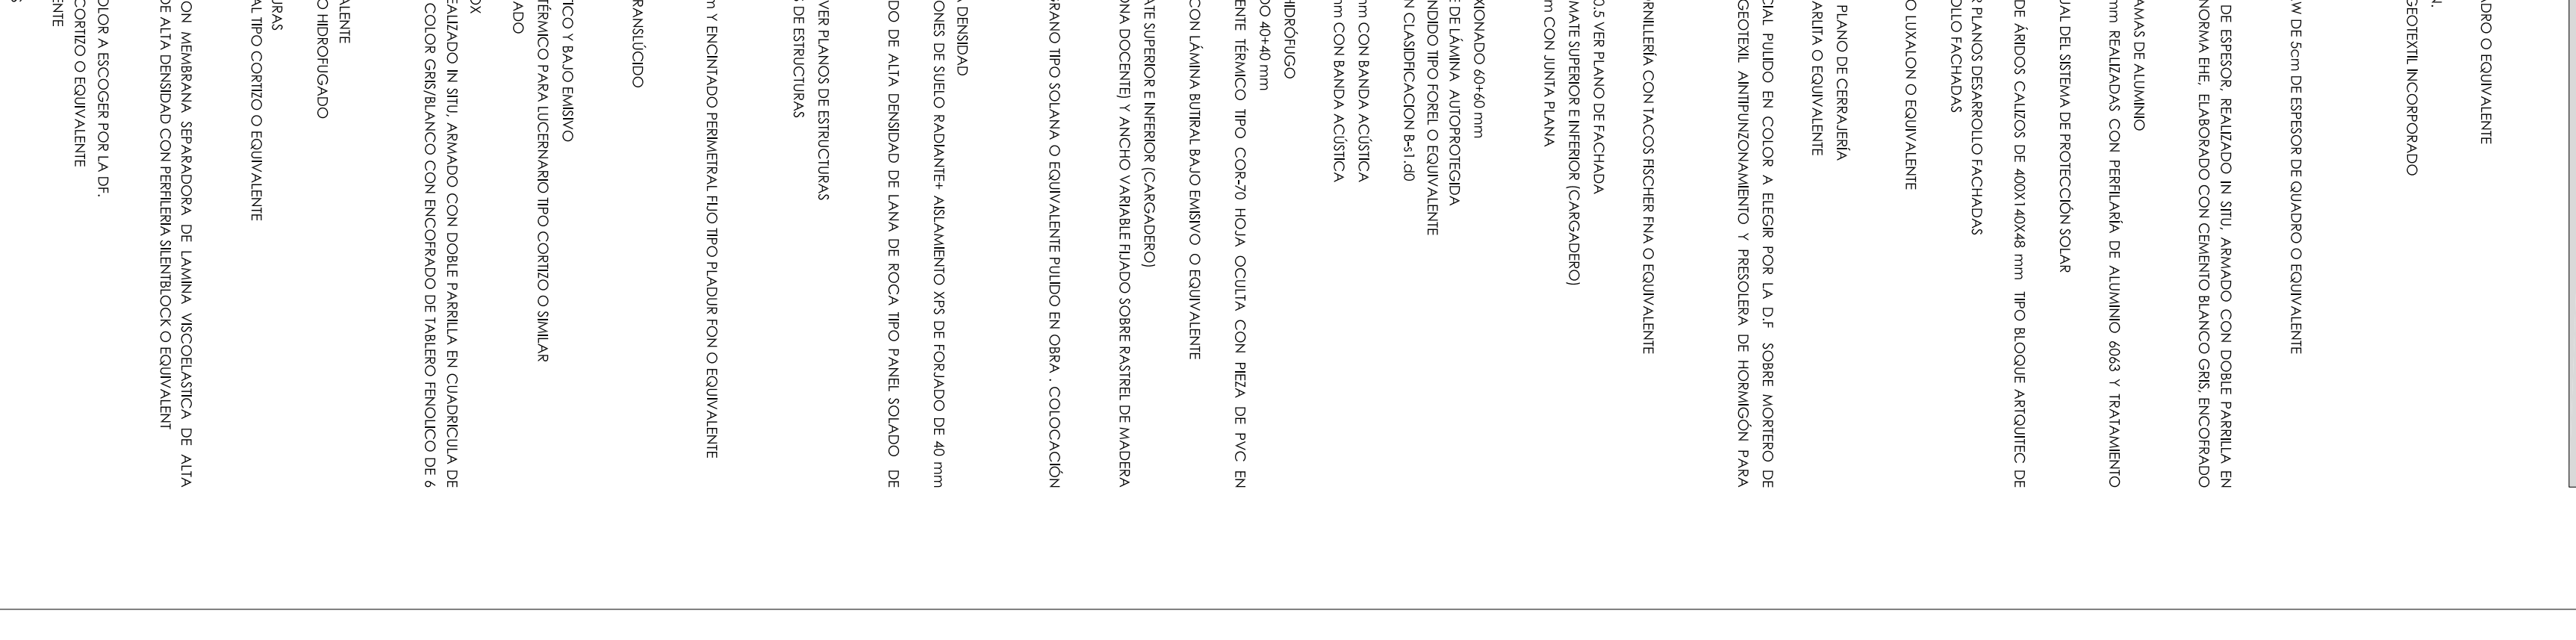 ADRO O EQUIVALENTE
N.
GEOTEXTIL INCORPORADO
W DE 5cm DE ESPESOR DE QUADRO O EQUIVALENTE
DE ESPESOR, REALIZADO IN SITU, ARMADO CON DOBLE PARRILLA EN
NORMA EHE, ELABORADO CON CEMENTO BLANCO GRIS, ENCOFRADO
AMAS DE ALUMINIO
mm REALIZADAS CON PERFILARÍA DE ALUMINIO 6063 Y TRATAMIENTO
UAL DEL SISTEMA DE PROTECCIÓN SOLAR
DE ÁRIDOS CALIZOS DE 400X140X48 mm TIPO BLOQUE ARTQUITEC DE
R PLANOS DESARROLLO FACHADAS
OLLO FACHADAS
O LUXALON O EQUIVALENTE
PLANO DE CERRAJERÍA
ARLITA O EQUIVALENTE
CIAL PULIDO EN COLOR A ELEGIR POR LA D.F SOBRE MORTERO DE
GEOTEXIL AINTIPUNZONAMIENTO Y PRESOLERA DE HORMIGÓN PARA
ORNILLERÍA CON TACOS FISCHER FNA O EQUIVALENTE
0.5 VER PLANO DE FACHADA
MATE SUPERIOR E INFERIOR (CARGADERO)
m CON JUNTA PLANA
XIONADO 60+60 mm
E DE LÁMINA AUTOPROTEGIDA
NDIDO TIPO FOREL O EQUIVALENTE
N CLASIDFICACION B-s1.d0
mm CON BANDA ACÚSTICA
mm CON BANDA ACÚSTICA
HIDRÓFUGO
DO 40+40 mm
ENTE TÉRMICO TIPO COR-70 HOJA OCULTA CON PIEZA DE PVC EN
CON LÁMINA BUTIRAL BAJO EMISIVO O EQUIVALENTE
ATE SUPERIOR E INFERIOR (CARGADERO)
ONA DOCENTE) Y ANCHO VARIABLE FIJADO SOBRE RASTREL DE MADERA
GRANO TIPO SOLANA O EQUIVALENTE PULIDO EN OBRA . COLOCACIÓN
A DENSIDAD
ONES DE SUELO RADIANTE+ AISLAMIENTO XPS DE FORJADO DE 40 mm
DO DE ALTA DENSIDAD DE LANA DE ROCA TIPO PANEL SOLADO DE
VER PLANOS DE ESTRUCTURAS
S DE ESTRUCTURAS
m Y ENCINTADO PERIMETRAL FIJO TIPO PLADUR FON O EQUIVALENTE
RANSLÚCIDO
TICO Y BAJO EMISIVO
TÉRMICO PARA LUCERNARIO TIPO CORTIZO O SIMILAR
ADO
OX
EALIZADO IN SITU, ARMADO CON DOBLE PARRILLA EN CUADRICULA DE
COLOR GRIS/BLANCO CON ENCOFRADO DE TABLERO FENOLICO DE 6
ALENTE
O HIDROFUGADO
URAS
AL TIPO CORTIZO O EQUIVALENTE
ON MEMBRANA SEPARADORA DE LAMINA VISCOELASTICA DE ALTA
DE ALTA DENSIDAD CON PERFILERIA SILENTBLOCK O EQUIVALENT
OLOR A ESCOGER POR LA DF.
CORTIZO O EQUIVALENTE
ENTE